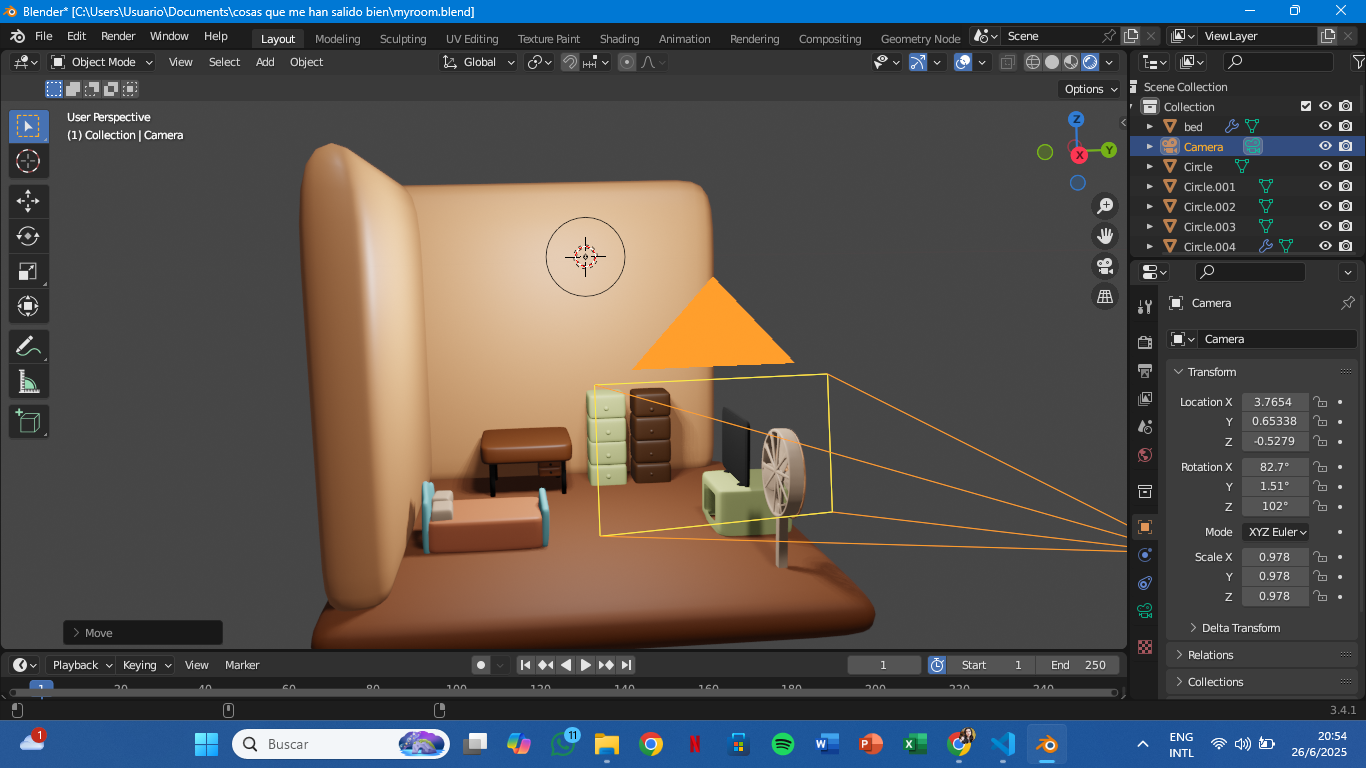 Blender* [C:\Users\Usuario\Documents\cosas que me han salido bien\myroom.blend]
File Edit Render Window Help Layout Modeling Sculpting UV Editing Texture Paint Shading Animation Rendering Compositing Geometry Node Scene ViewLayer
Object Mode View Select Add Object Global
Options
User Perspective
(1) Collection | Camera
Z
Y
X
Move
Scene Collection
Collection
bed
Camera
Circle
Circle.001
Circle.002
Circle.003
Circle.004
Camera
Camera
Transform
Location X 3.7654
Y 0.65338
Z -0.5279
Rotation X 82.7°
Y 1.51°
Z 102°
Mode XYZ Euler
Scale X 0.978
Y 0.978
Z 0.978
Delta Transform
Relations
Collections
Playback Keying View Marker 1 Start 1 End 250
1 20 40 60 80 100 120 140 160 180 200 220 240
3.4.1
1 Buscar 11 ENG
INTL
20:54
26/6/2025